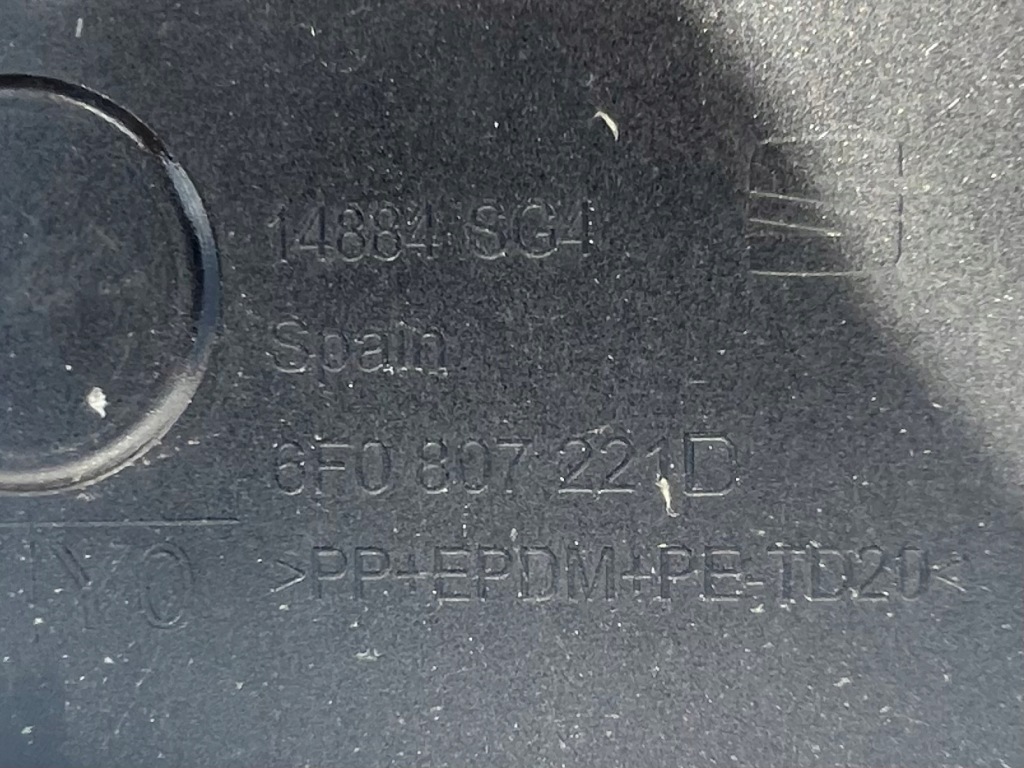 14884 SG4
Spain
6F0 807 221 D
>PP+EPDM+PE-TD20<